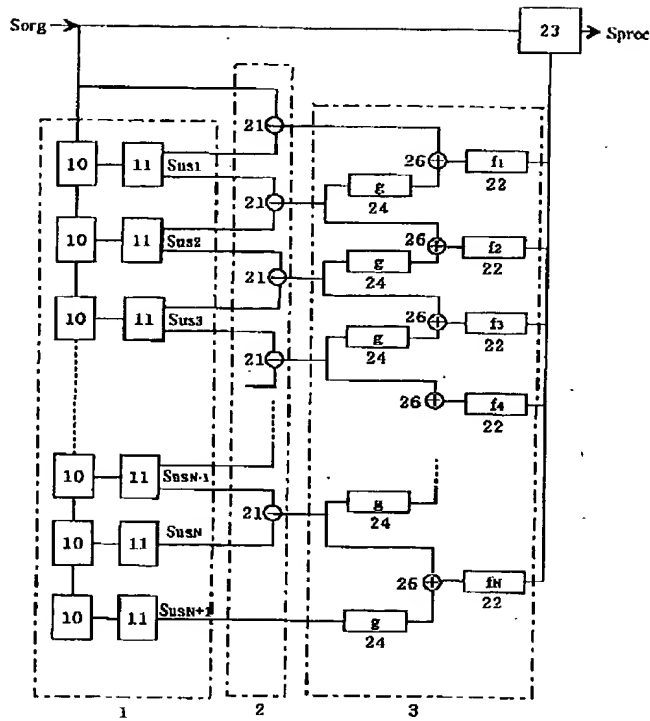 Sorg 23 Sproc
21
10 11 Sus1 26 f1
g 22
24
21
10 11 Sus2 26 f2
g 22
24
21
10 11 Sus3 26 f3
g 22
24
21
26 f4
22
10 11 SusN-1
g
21 24
10 11 SusN
26 fN
22
10 11 SusN+1 g
24
1 2 3